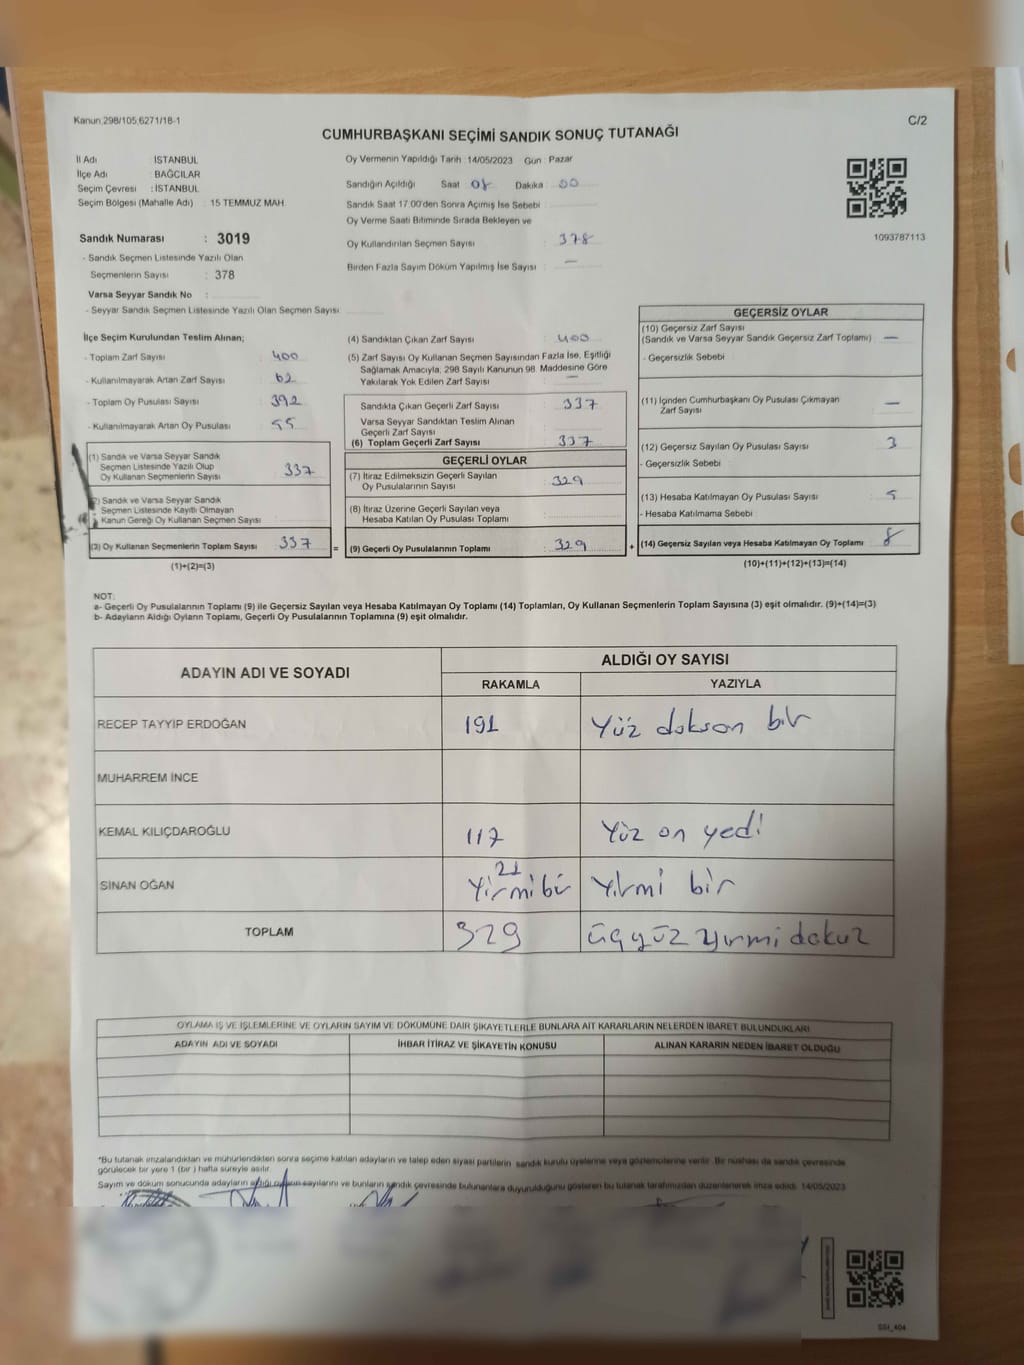 Kanun.298/105,6271/18-1
C/2
CUMHURBAŞKANI SEÇİMİ SANDIK SONUÇ TUTANAĞI
İl Adı İSTANBUL
İlçe Adı BAĞCILAR
Seçim Çevresi : İSTANBUL
Seçim Bölgesi (Mahalle Adı) : 15 TEMMUZ MAH.
Oy Vermenin Yapıldığı Tarih : 14/05/2023 Gün : Pazar
Sandığın Açıldığı Saat : 08 Dakika : 00
Sandık Saat 17.00'den Sonra Açımış İse Sebebi :
Oy Verme Saati Bitiminde Sırada Bekleyen ve
Oy Kullandırılan Seçmen Sayısı : 378
Birden Fazla Sayım Döküm Yapılmış İse Sayısı : —
1093787113
Sandık Numarası : 3019
- Sandık Seçmen Listesinde Yazılı Olan
Seçmenlerin Sayısı : 378
Varsa Seyyar Sandık No :
- Seyyar Sandık Seçmen Listesinde Yazılı Olan Seçmen Sayısı :
İlçe Seçim Kurulundan Teslim Alınan;
- Toplam Zarf Sayısı : 400
- Kullanılmayarak Artan Zarf Sayısı : 62
- Toplam Oy Pusulası Sayısı : 392
- Kullanılmayarak Artan Oy Pusulası : 55
(1) Sandık ve Varsa Seyyar Sandık
Seçmen Listesinde Yazılı Olup
Oy Kullanan Seçmenlerin Sayısı : 337
(2) Sandık ve Varsa Seyyar Sandık
Seçmen Listesinde Kayıtlı Olmayan
Kanun Gereği Oy Kullanan Seçmen Sayısı :
(3) Oy Kullanan Seçmenlerin Toplam Sayısı : 337
(1)+(2)=(3)
(4) Sandıktan Çıkan Zarf Sayısı : 400
(5) Zarf Sayısı Oy Kullanan Seçmen Sayısından Fazla İse, Eşitliği
Sağlamak Amacıyla, 298 Sayılı Kanunun 98. Maddesine Göre
Yakılarak Yok Edilen Zarf Sayısı : —
Sandıkta Çıkan Geçerli Zarf Sayısı : 337
Varsa Seyyar Sandıktan Teslim Alınan
Geçerli Zarf Sayısı :
(6) Toplam Geçerli Zarf Sayısı : 337
GEÇERLİ OYLAR
(7) İtiraz Edilmeksizin Geçerli Sayılan
Oy Pusulalarının Sayısı : 329
(8) İtiraz Üzerine Geçerli Sayılan veya
Hesaba Katılan Oy Pusulası Toplamı :
= (9) Geçerli Oy Pusulalarının Toplamı : 329
GEÇERSİZ OYLAR
(10) Geçersiz Zarf Sayısı
(Sandık ve Varsa Seyyar Sandık Geçersiz Zarf Toplamı) : —
- Geçersizlik Sebebi
(11) İçinden Cumhurbaşkanı Oy Pusulası Çıkmayan
Zarf Sayısı : —
(12) Geçersiz Sayılan Oy Pusulası Sayısı : 3
- Geçersizlik Sebebi
(13) Hesaba Katılmayan Oy Pusulası Sayısı : 5
- Hesaba Katılmama Sebebi
+ (14) Geçersiz Sayılan veya Hesaba Katılmayan Oy Toplamı : 8
(10)+(11)+(12)+(13)=(14)
NOT:
a- Geçerli Oy Pusulalarının Toplamı (9) ile Geçersiz Sayılan veya Hesaba Katılmayan Oy Toplamı (14) Toplamları, Oy Kullanan Seçmenlerin Toplam Sayısına (3) eşit olmalıdır. (9)+(14)=(3)
b- Adayların Aldığı Oyların Toplamı, Geçerli Oy Pusulalarının Toplamına (9) eşit olmalıdır.
ADAYIN ADI VE SOYADI ALDIĞI OY SAYISI
RAKAMLA YAZIYLA
RECEP TAYYİP ERDOĞAN 191 Yüz doksan bir
MUHARREM İNCE
KEMAL KILIÇDAROĞLU 117 Yüz on yedi
SİNAN OĞAN 21 Yirmi bir Yirmi bir
TOPLAM 329 üçyüz yirmi dokuz
OYLAMA İŞ VE İŞLEMLERİNE VE OYLARIN SAYIM VE DÖKÜMÜNE DAİR ŞİKAYETLERLE BUNLARA AİT KARARLARIN NELERDEN İBARET BULUNDUKLARI
ADAYIN ADI VE SOYADI İHBAR İTİRAZ VE ŞİKAYETİN KONUSU ALINAN KARARIN NEDEN İBARET OLDUĞU
*Bu tutanak imzalandıktan ve mühürlendikten sonra seçime katılan adayların ve talep eden siyasi partilerin sandık kurulu üyelerine veya gözlemcilerine verilir. Bir nüshası da sandık çevresinde
görülecek bir yere 1 (bir ) hafta süreyle asılır.
Sayım ve döküm sonucunda adayların aldığı oyların sayılarını ve bunların sandık çevresinde bulunanlara duyurulduğunu gösteren bu tutanak tarafımızdan düzenlenerek imza edildi. 14/05/2023
SSt_404